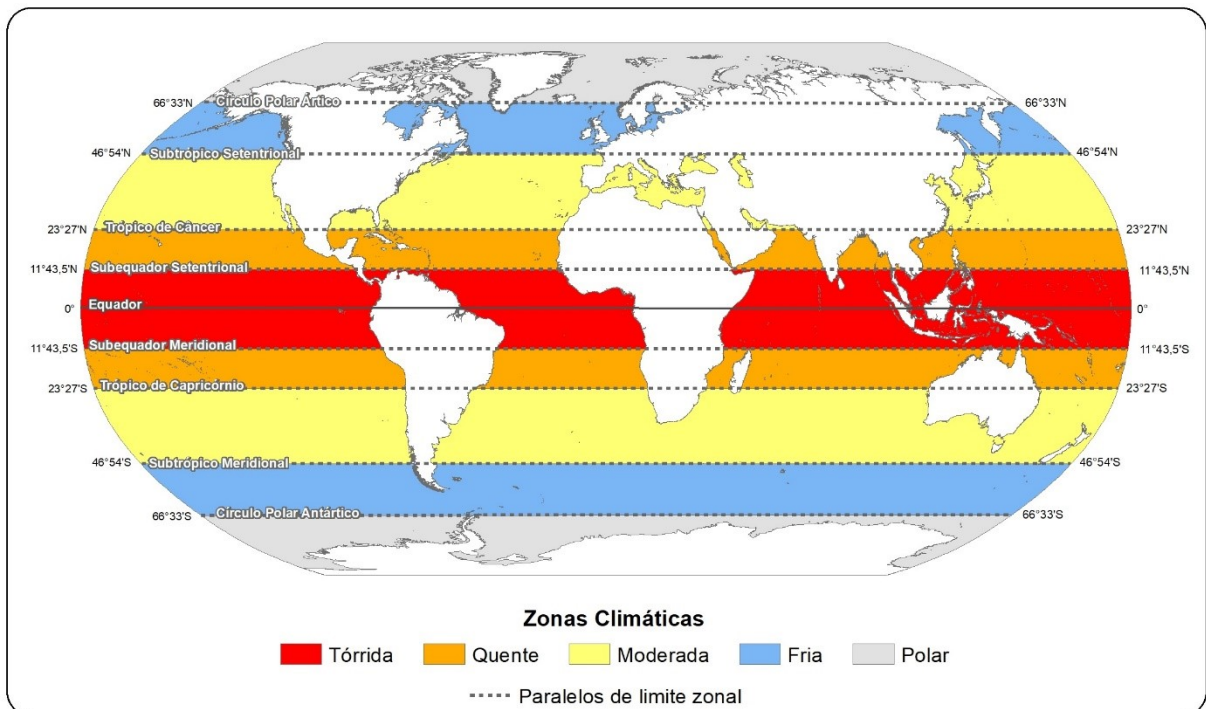 Círculo Polar Ártico
66°33'N
66°33'N
Subtrópico Setentrional
46°54'N
46°54'N
Trópico de Câncer
23°27'N
23°27'N
Subequador Setentrional
11°43,5'N
11°43,5'N
Equador
0°
0°
Subequador Meridional
11°43,5'S
11°43,5'S
Trópico de Capricórnio
23°27'S
23°27'S
Subtrópico Meridional
46°54'S
46°54'S
Círculo Polar Antártico
66°33'S
66°33'S
Zonas Climáticas
Tórrida
Quente
Moderada
Fria
Polar
Paralelos de limite zonal